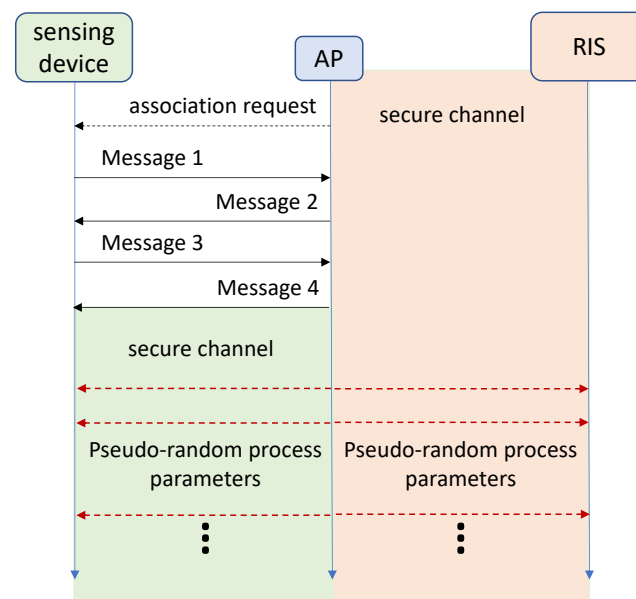 sensing
device
AP
RIS
association request
secure channel
Message 1
Message 2
Message 3
Message 4
secure channel
Pseudo-random process
parameters
Pseudo-random process
parameters